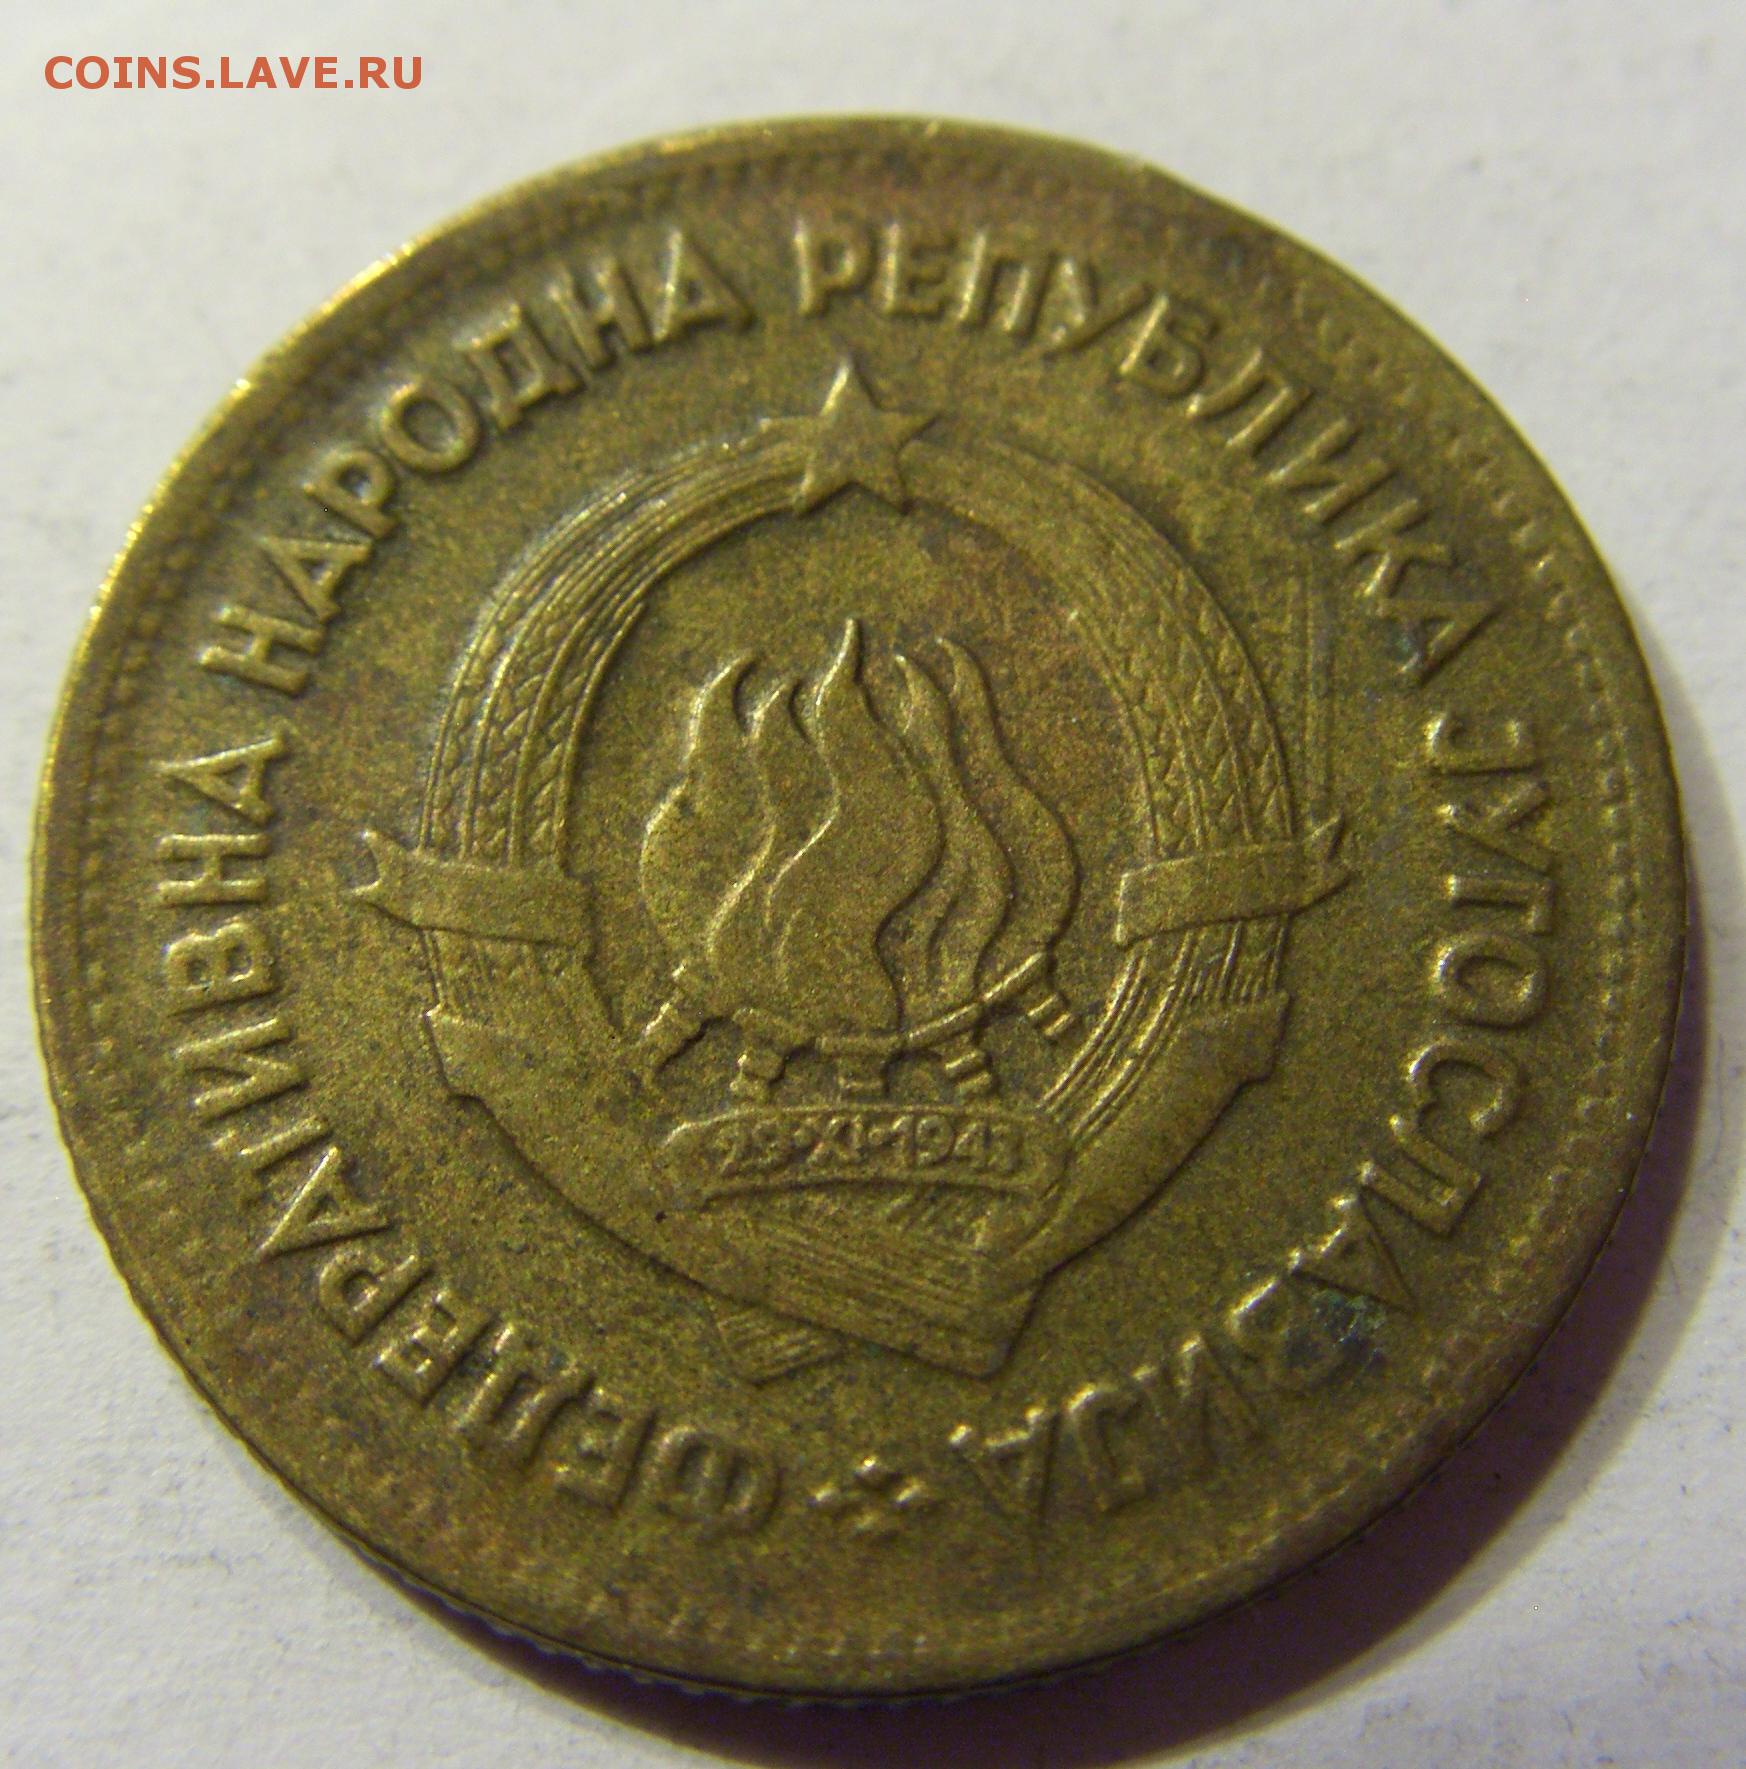 COINS.LAVE.RU
ФЕДЕРАТИВНА НАРОДНА РЕПУБЛИКА ЈУГОСЛАВИЈА
29·XI·1943